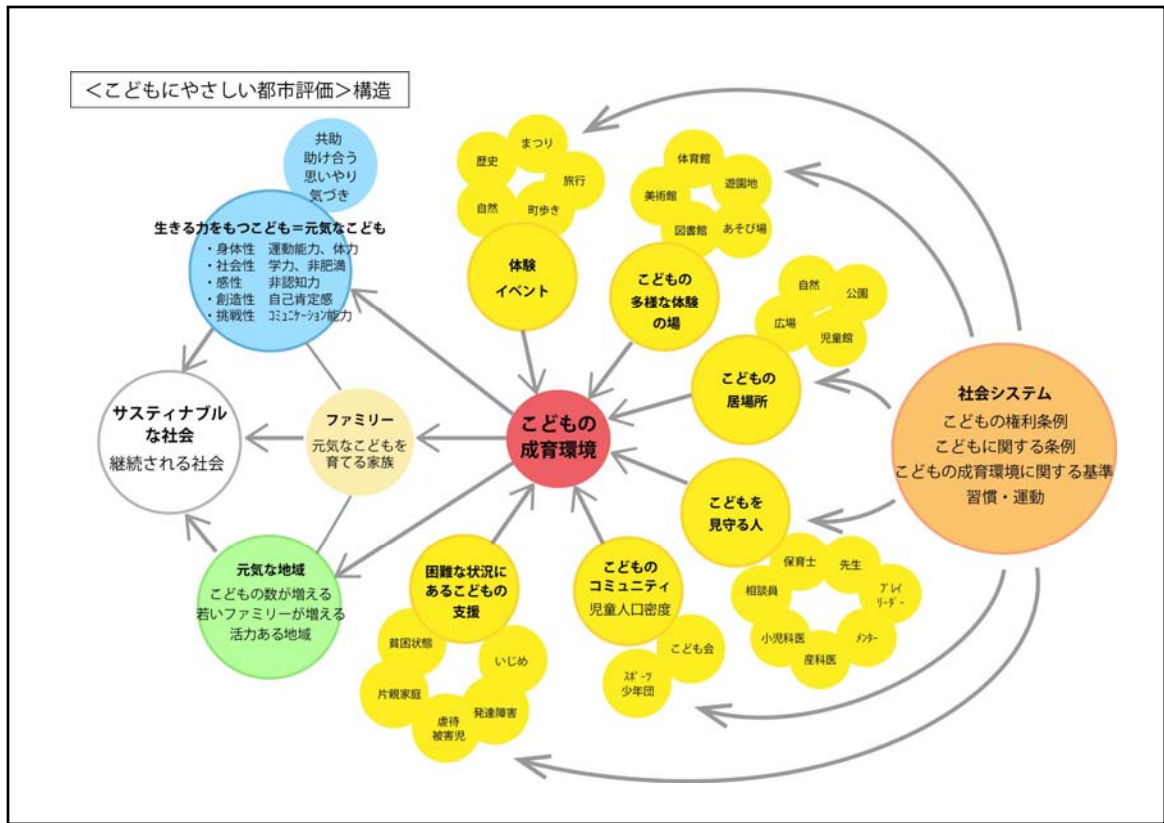 ＜こどもにやさしい都市評価＞構造
共助
助け合う
思いやり
気づき
生きる力をもつこども＝元気なこども
・身体性　運動能力、体力
・社会性　学力、非肥満
・感性　非認知力
・創造性　自己肯定感
・挑戦性　ｺﾐｭﾆｹｰｼｮﾝ能力
サスティナブル
な社会
継続される社会
ファミリー
元気なこどもを
育てる家族
元気な地域
こどもの数が増える
若いファミリーが増える
活力ある地域
こどもの
成育環境
歴史
まつり
旅行
自然
町歩き
体験
イベント
体育館
美術館
遊園地
図書館
あそび場
こどもの
多様な体験
の場
自然
公園
広場
児童館
こどもの
居場所
こどもを
見守る人
保育士
先生
相談員
ﾌﾟﾚｲ
ﾘｰﾀﾞｰ
小児科医
ﾒﾝﾀｰ
産科医
こどもの
コミュニティ
児童人口密度
こども会
ｽﾎﾟｰﾂ
少年団
困難な状況に
あるこどもの
支援
貧困状態
いじめ
片親家庭
発達障害
虐待
被害児
社会システム
こどもの権利条例
こどもに関する条例
こどもの成育環境に関する基準
習慣・運動